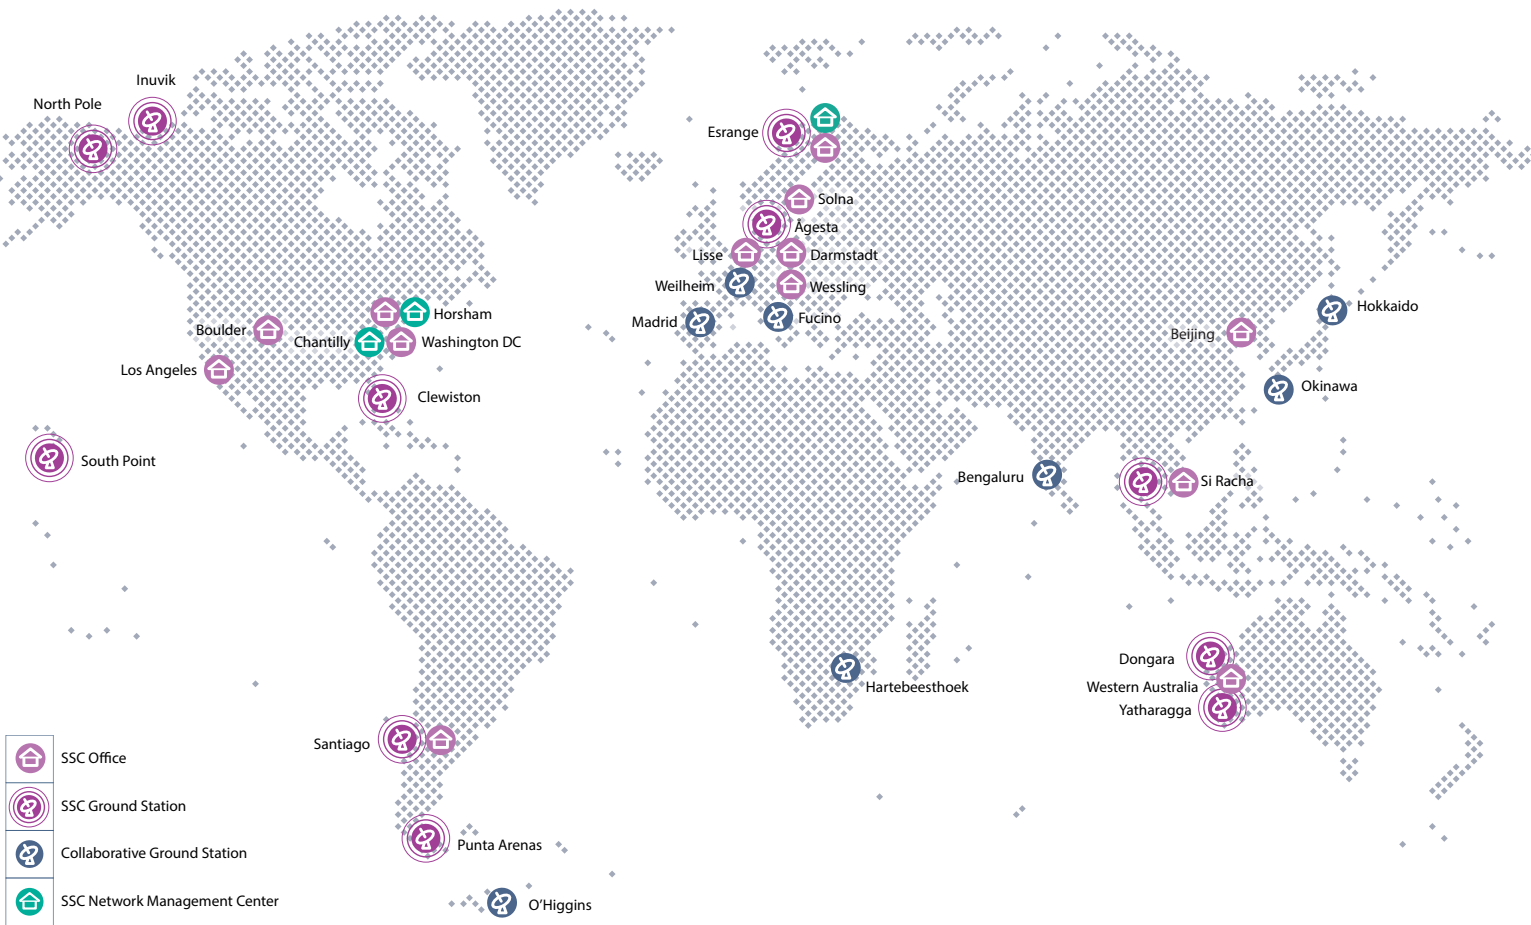 Inuvik
North Pole
Esrange
Solna
Ågesta
Lisse
Darmstadt
Weilheim
Wessling
Madrid
Fucino
Horsham
Boulder
Chantilly
Washington DC
Los Angeles
Clewiston
South Point
Hokkaido
Beijing
Okinawa
Bengaluru
Si Racha
Dongara
Western Australia
Yatharagga
Hartebeesthoek
Santiago
Punta Arenas
O'Higgins
SSC Office
SSC Ground Station
Collaborative Ground Station
SSC Network Management Center